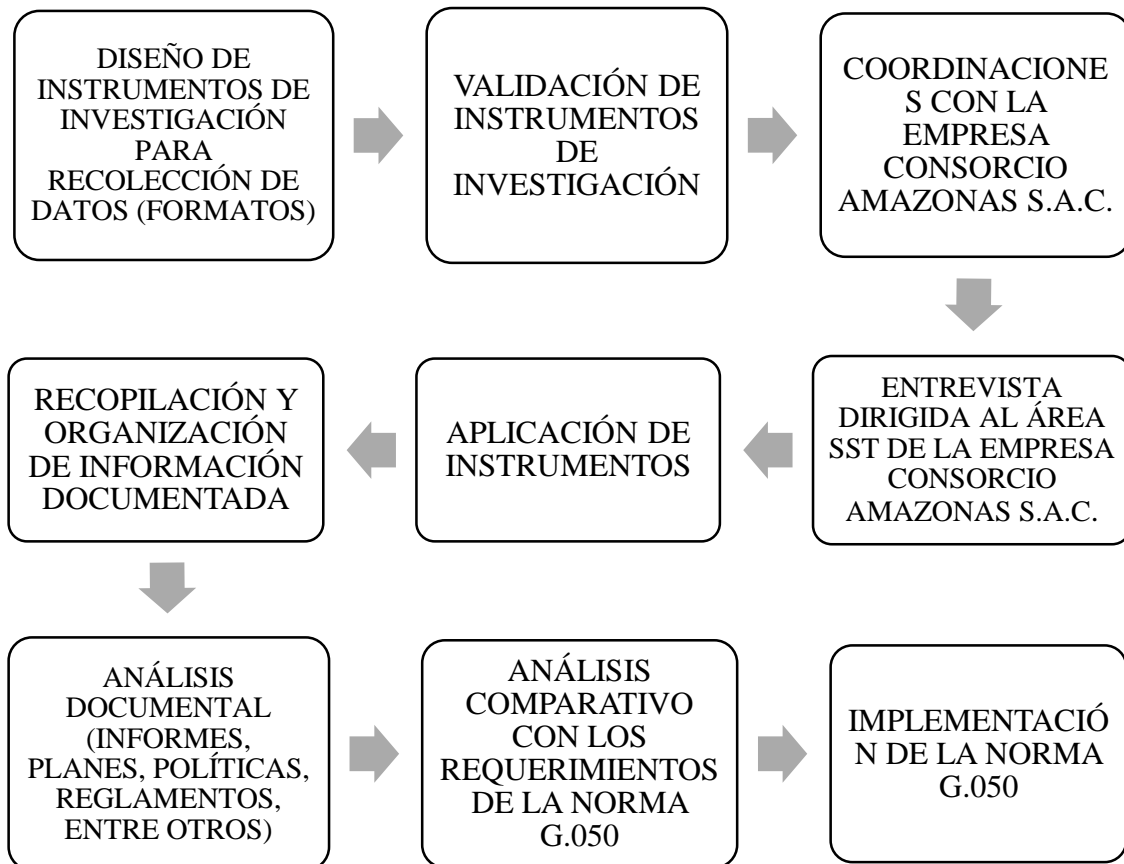 DISEÑO DE
INSTRUMENTOS DE
INVESTIGACIÓN
PARA
RECOLECCIÓN DE
DATOS (FORMATOS)
VALIDACIÓN DE
INSTRUMENTOS
DE
INVESTIGACIÓN
COORDINACIONE
S CON LA
EMPRESA
CONSORCIO
AMAZONAS S.A.C.
ENTREVISTA
DIRIGIDA AL ÁREA
SST DE LA EMPRESA
CONSORCIO
AMAZONAS S.A.C.
APLICACIÓN DE
INSTRUMENTOS
RECOPILACIÓN Y
ORGANIZACIÓN
DE INFORMACIÓN
DOCUMENTADA
ANÁLISIS
DOCUMENTAL
(INFORMES,
PLANES, POLÍTICAS,
REGLAMENTOS,
ENTRE OTROS)
ANÁLISIS
COMPARATIVO
CON LOS
REQUERIMIENTOS
DE LA NORMA
G.050
IMPLEMENTACIÓ
N DE LA NORMA
G.050